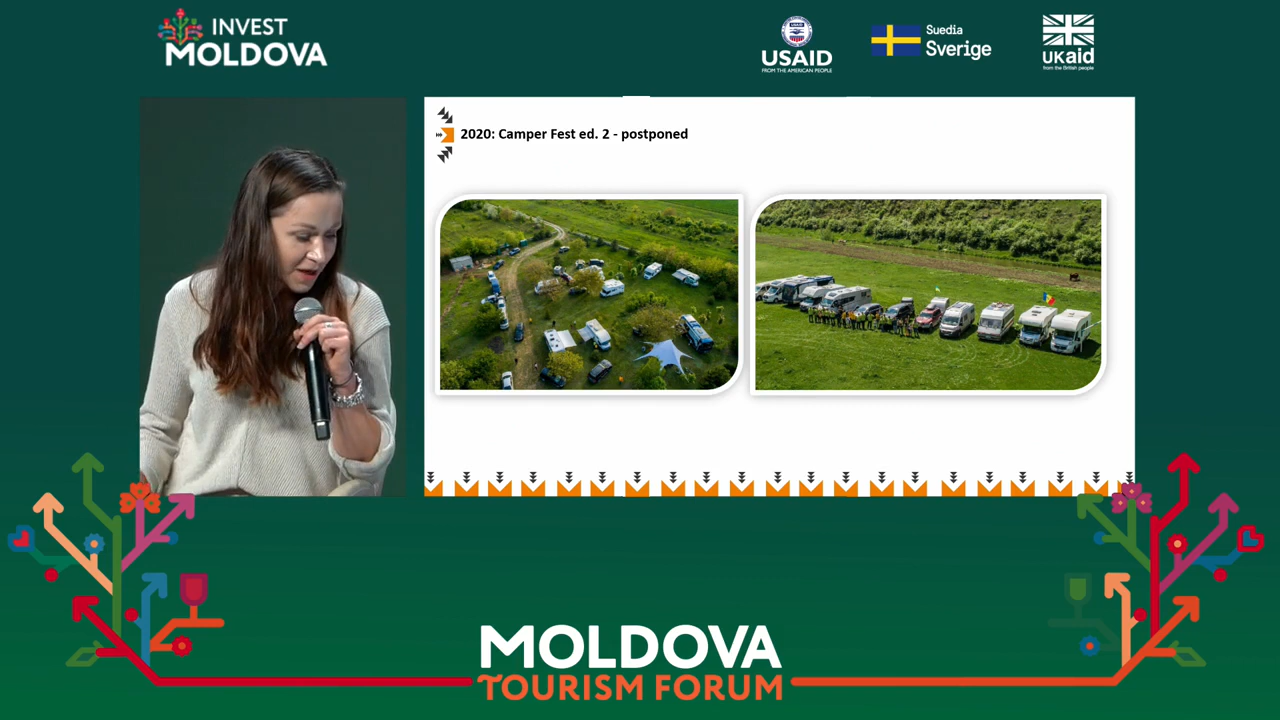 INVEST
MOLDOVA
USAID
FROM THE AMERICAN PEOPLE
Suedia
Sverige
UKaid
from the British people
2020: Camper Fest ed. 2 - postponed
MOLDOVA
TOURISM FORUM